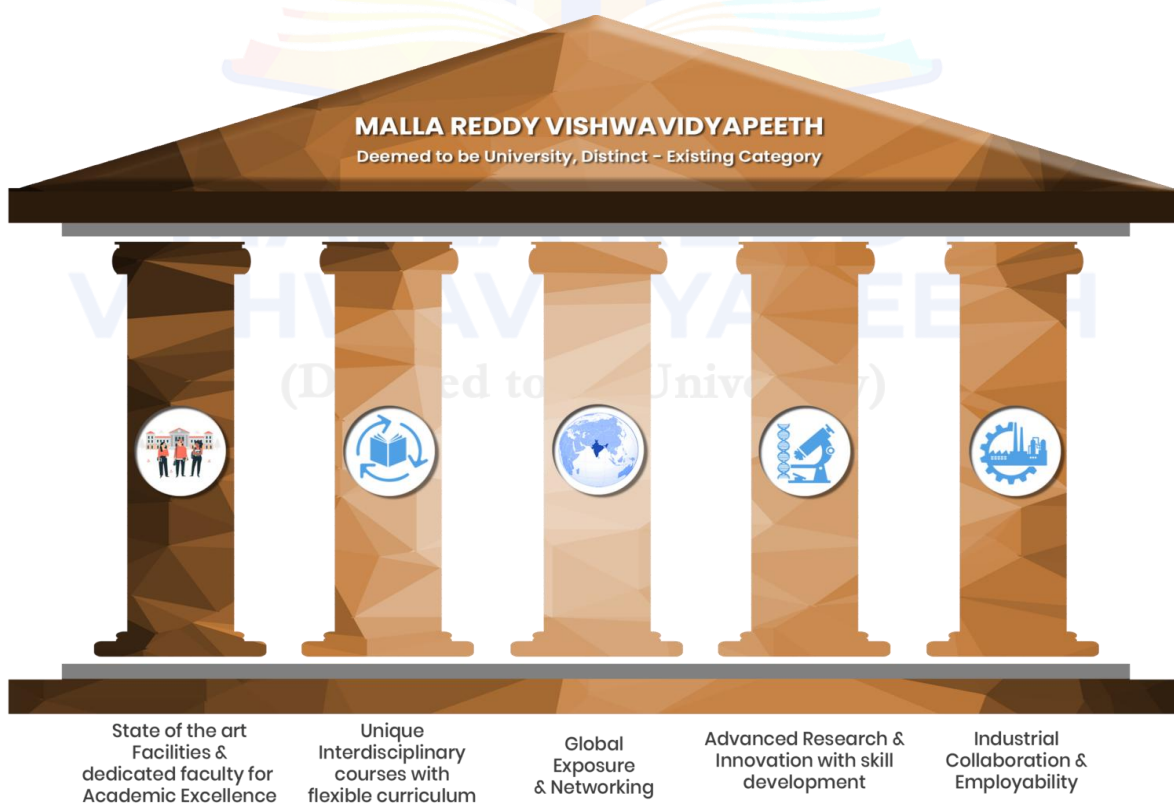 MALLA REDDY VISHWAVIDYAPEETH
Deemed to be University, Distinct - Existing Category
State of the art
Facilities &
dedicated faculty for
Academic Excellence
Unique
Interdisciplinary
courses with
flexible curriculum
Global
Exposure
& Networking
Advanced Research &
Innovation with skill
development
Industrial
Collaboration &
Employability